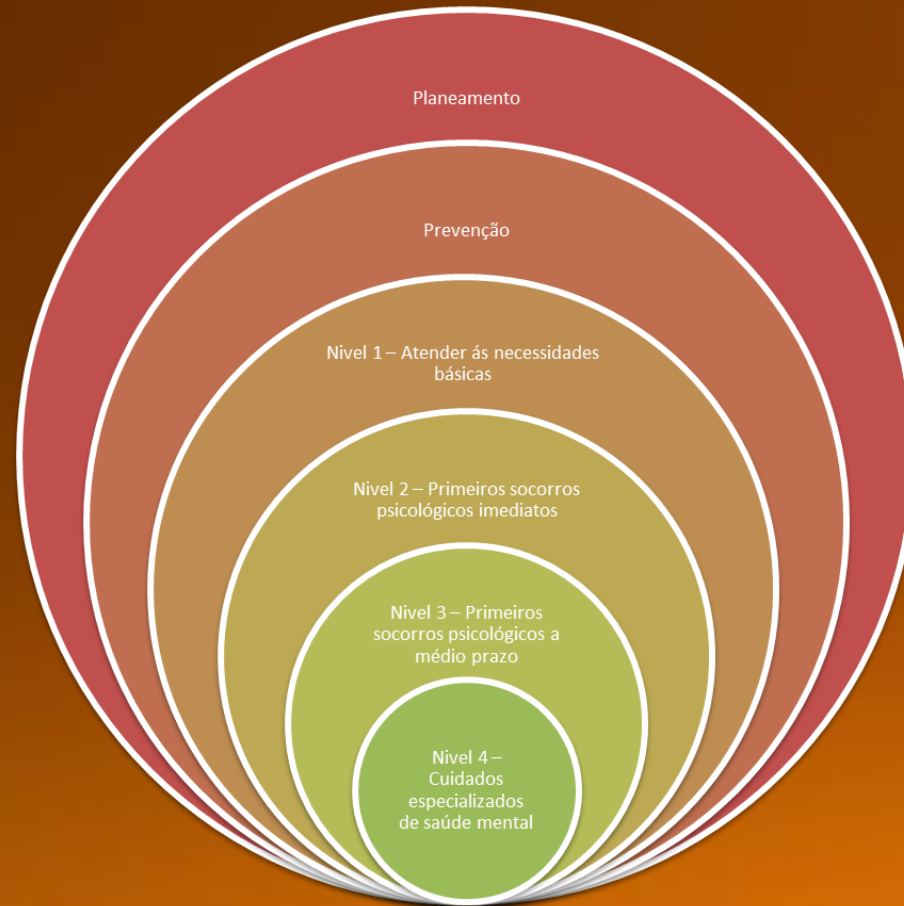 Planeamento
Prevenção
Nivel 1 – Atender ás necessidades
básicas
Nivel 2 – Primeiros socorros
psicológicos imediatos
Nivel 3 – Primeiros
socorros psicológicos a
médio prazo
Nivel 4 –
Cuidados
especializados
de saúde mental